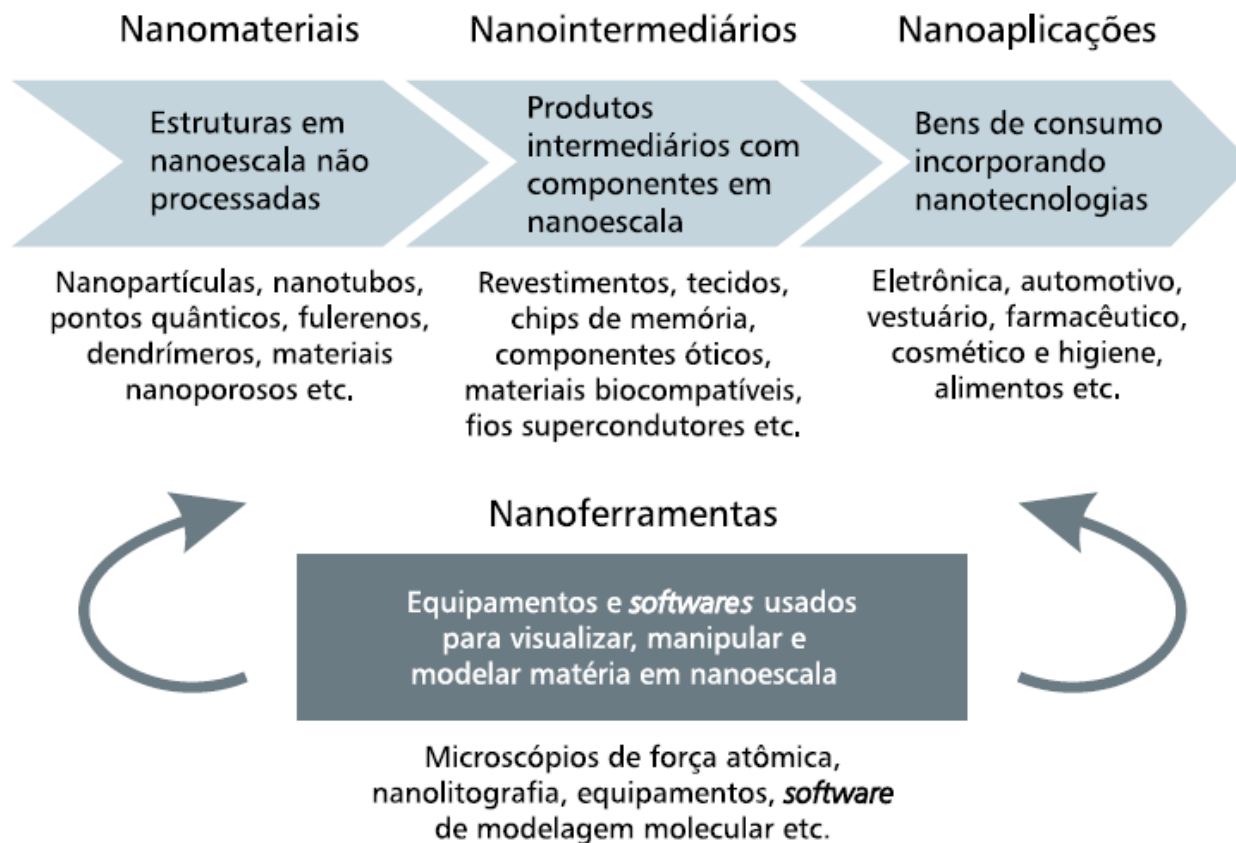 Nanomateriais
Nanointermediários
Nanoaplicações
Estruturas em
nanoescala não
processadas
Produtos
intermediários com
componentes em
nanoescala
Bens de consumo
incorporando
nanotecnologias
Nanopartículas, nanotubos,
pontos quânticos, fulerenos,
dendrímeros, materiais
nanoporosos etc.
Revestimentos, tecidos,
chips de memória,
componentes óticos,
materiais biocompatíveis,
fios supercondutores etc.
Eletrônica, automotivo,
vestuário, farmacêutico,
cosmético e higiene,
alimentos etc.
Nanoferramentas
Equipamentos e softwares usados
para visualizar, manipular e
modelar matéria em nanoescala
Microscópios de força atômica,
nanolitografia, equipamentos, software
de modelagem molecular etc.